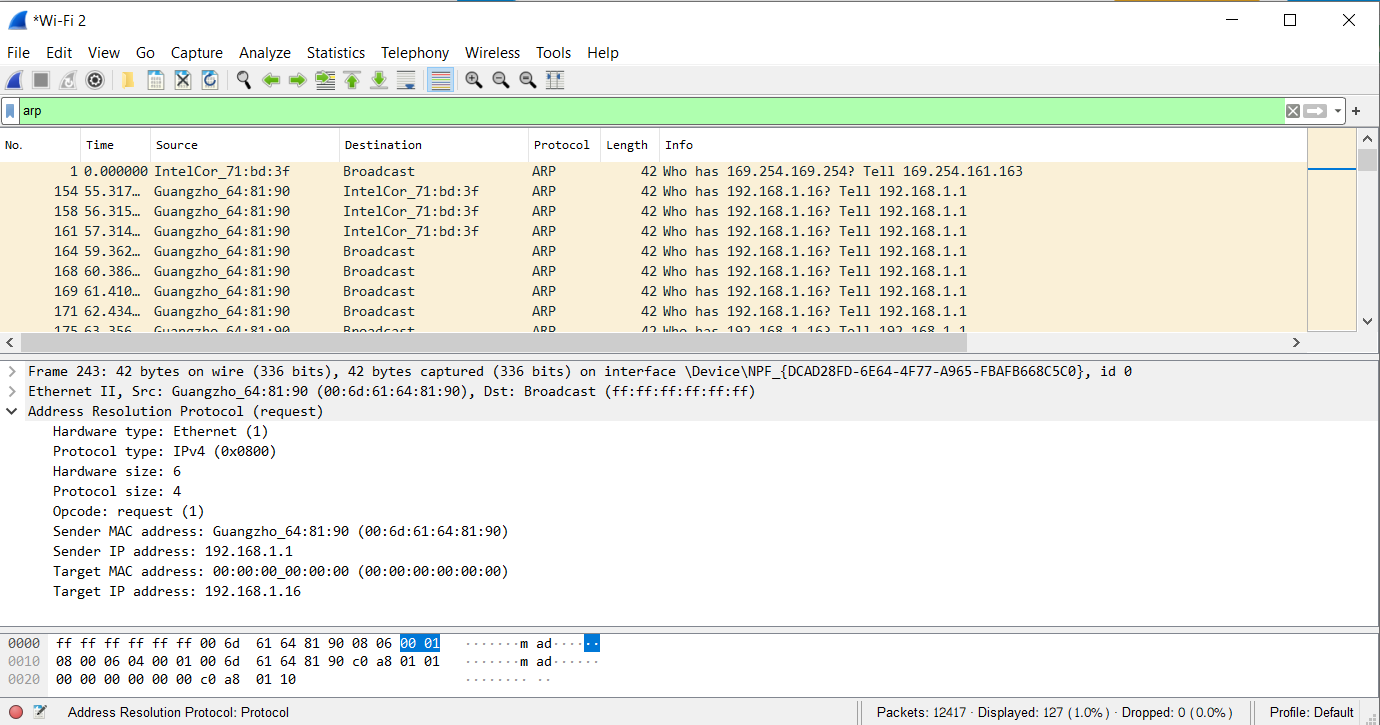 *Wi-Fi 2
File Edit View Go Capture Analyze Statistics Telephony Wireless Tools Help
arp
No. Time Source Destination Protocol Length Info
1 0.000000 IntelCor_71:bd:3f Broadcast ARP 42 Who has 169.254.169.254? Tell 169.254.161.163
154 55.317… Guangzho_64:81:90 IntelCor_71:bd:3f ARP 42 Who has 192.168.1.16? Tell 192.168.1.1
158 56.315… Guangzho_64:81:90 IntelCor_71:bd:3f ARP 42 Who has 192.168.1.16? Tell 192.168.1.1
161 57.314… Guangzho_64:81:90 IntelCor_71:bd:3f ARP 42 Who has 192.168.1.16? Tell 192.168.1.1
164 59.362… Guangzho_64:81:90 Broadcast ARP 42 Who has 192.168.1.16? Tell 192.168.1.1
168 60.386… Guangzho_64:81:90 Broadcast ARP 42 Who has 192.168.1.16? Tell 192.168.1.1
169 61.410… Guangzho_64:81:90 Broadcast ARP 42 Who has 192.168.1.16? Tell 192.168.1.1
171 62.434… Guangzho_64:81:90 Broadcast ARP 42 Who has 192.168.1.16? Tell 192.168.1.1
175 63.356… Guangzho_64:81:90 Broadcast ARP 42 Who has 192.168.1.16? Tell 192.168.1.1
Frame 243: 42 bytes on wire (336 bits), 42 bytes captured (336 bits) on interface \Device\NPF_{DCAD28FD-6E64-4F77-A965-FBAFB668C5C0}, id 0
Ethernet II, Src: Guangzho_64:81:90 (00:6d:61:64:81:90), Dst: Broadcast (ff:ff:ff:ff:ff:ff)
Address Resolution Protocol (request)
Hardware type: Ethernet (1)
Protocol type: IPv4 (0x0800)
Hardware size: 6
Protocol size: 4
Opcode: request (1)
Sender MAC address: Guangzho_64:81:90 (00:6d:61:64:81:90)
Sender IP address: 192.168.1.1
Target MAC address: 00:00:00_00:00:00 (00:00:00:00:00:00)
Target IP address: 192.168.1.16
0000 ff ff ff ff ff ff 00 6d 61 64 81 90 08 06 00 01 ·······m ad······
0010 08 00 06 04 00 01 00 6d 61 64 81 90 c0 a8 01 01 ·······m ad······
0020 00 00 00 00 00 00 c0 a8 01 10 ········ ··
Address Resolution Protocol: Protocol Packets: 12417 · Displayed: 127 (1.0%) · Dropped: 0 (0.0%) Profile: Default